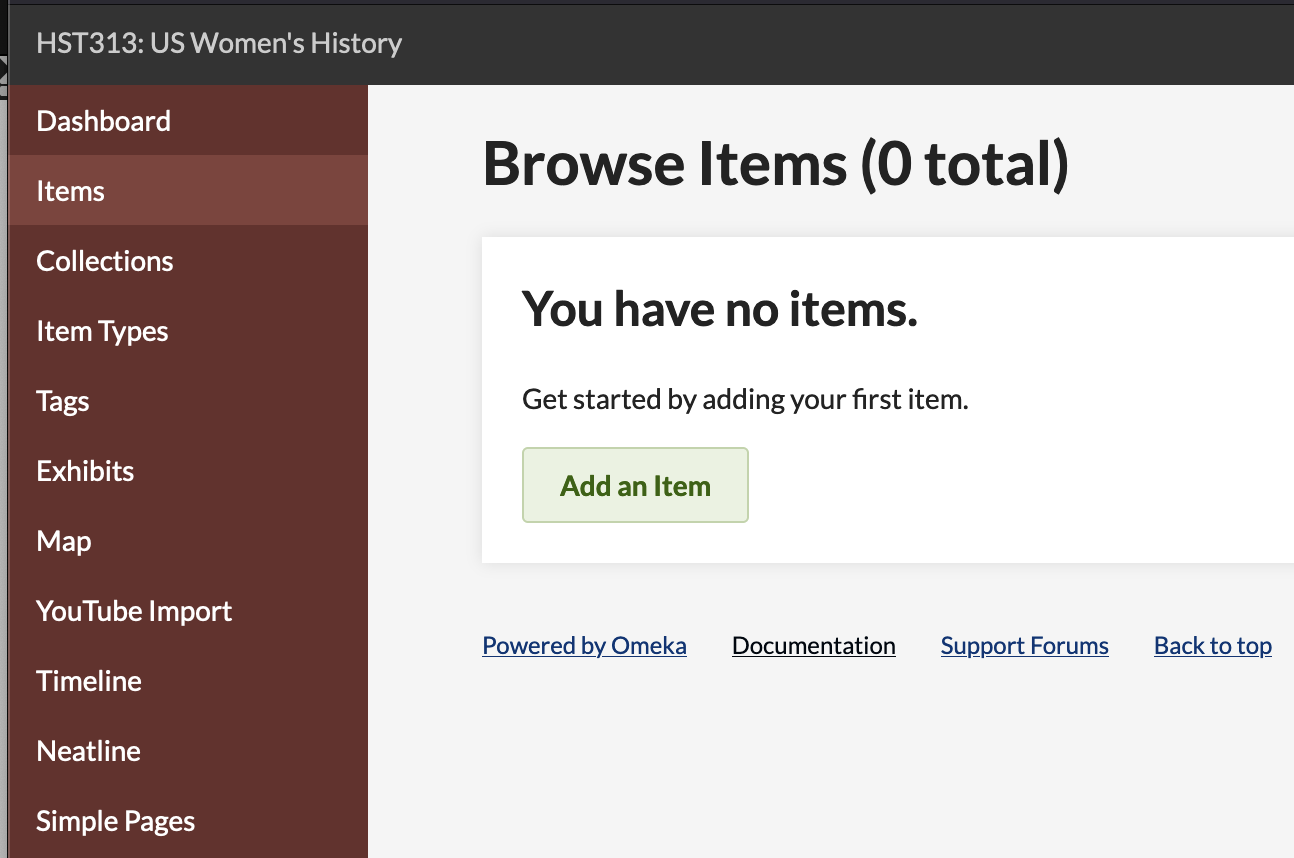 HST313: US Women's History
Dashboard
Items
Collections
Item Types
Tags
Exhibits
Map
YouTube Import
Timeline
Neatline
Simple Pages
Browse Items (0 total)
You have no items.
Get started by adding your first item.
Add an Item
Powered by Omeka Documentation Support Forums Back to top